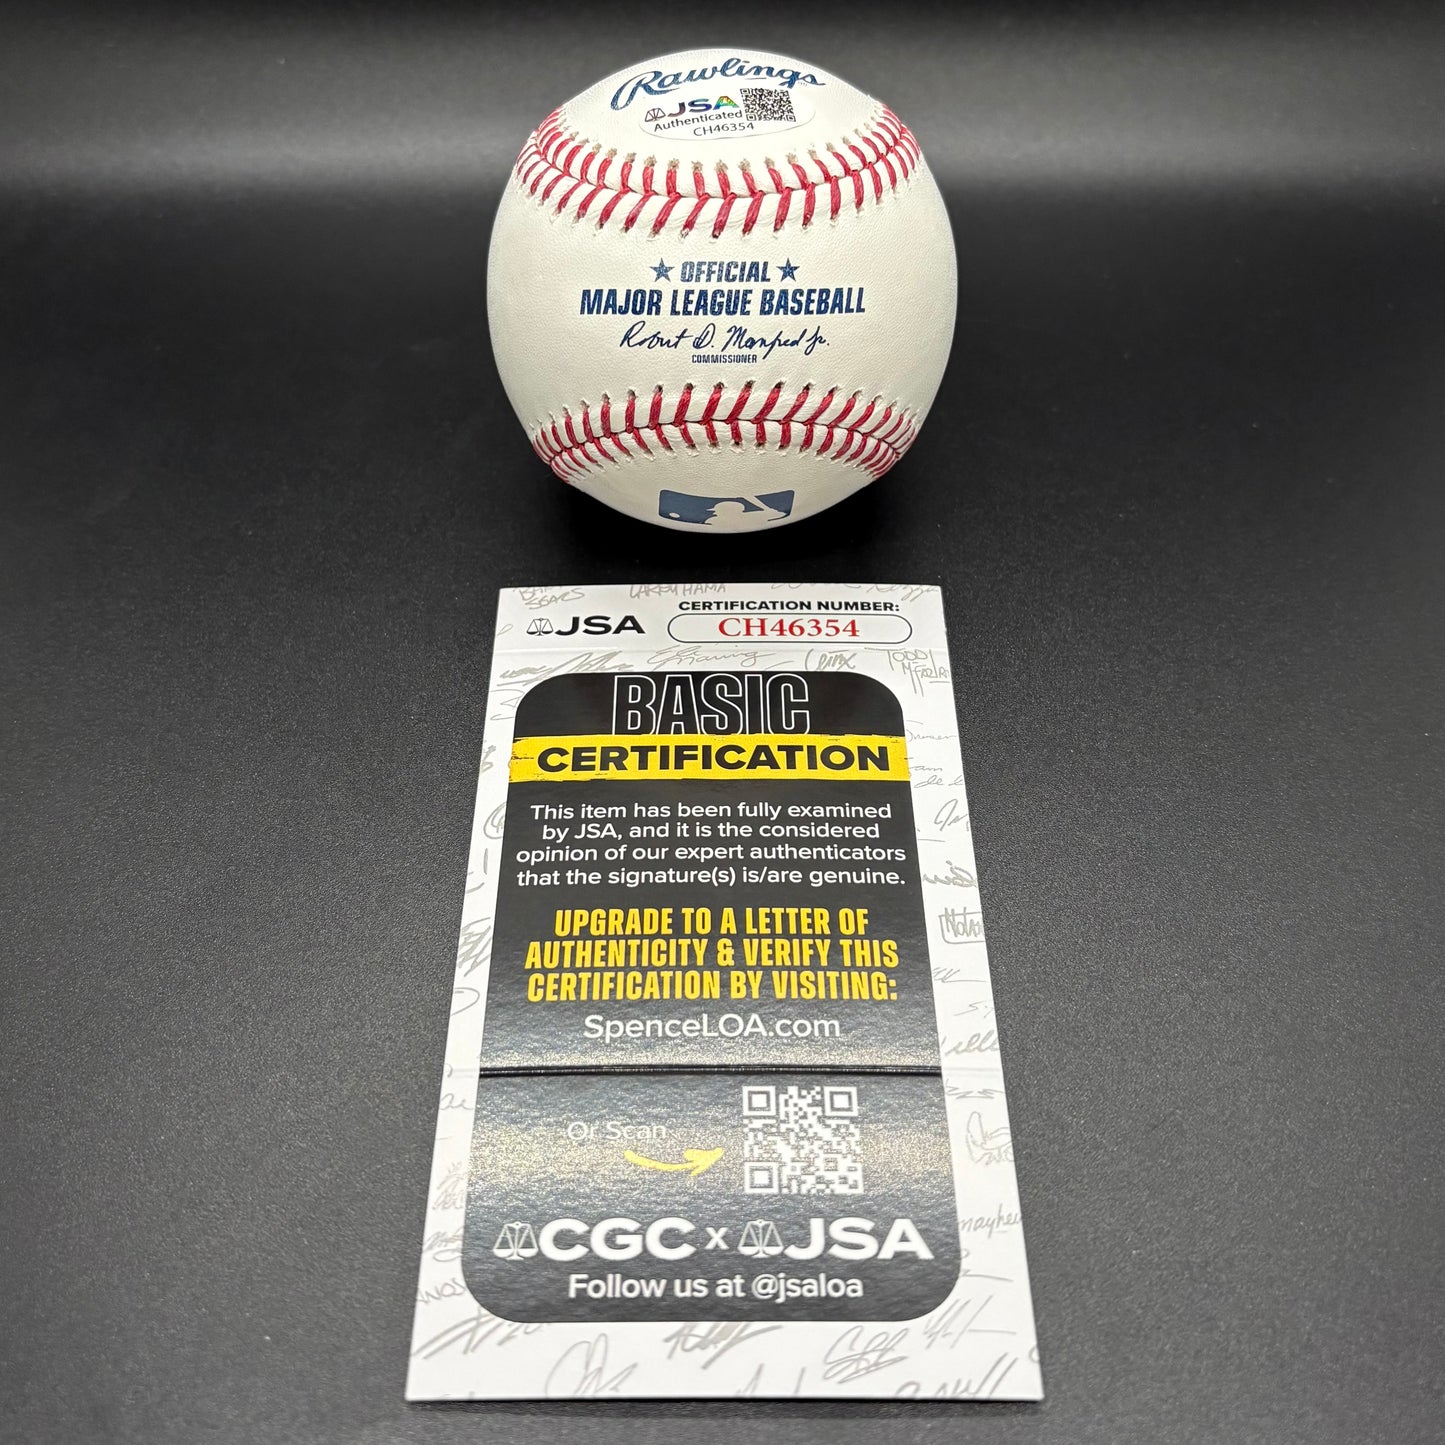 Rawlings
JSA
Authenticated
CH46354
OFFICIAL
MAJOR LEAGUE BASEBALL
Robert D. Manfred Jr.
COMMISSIONER
JSA
CERTIFICATION NUMBER:
CH46354
BASIC
CERTIFICATION
This item has been fully examined
by JSA, and it is the considered
opinion of our expert authenticators
that the signature(s) is/are genuine.
UPGRADE TO A LETTER OF
AUTHENTICITY & VERIFY THIS
CERTIFICATION BY VISITING:
SpenceLOA.com
Or Scan
CGC x JSA
Follow us at @jsaloa